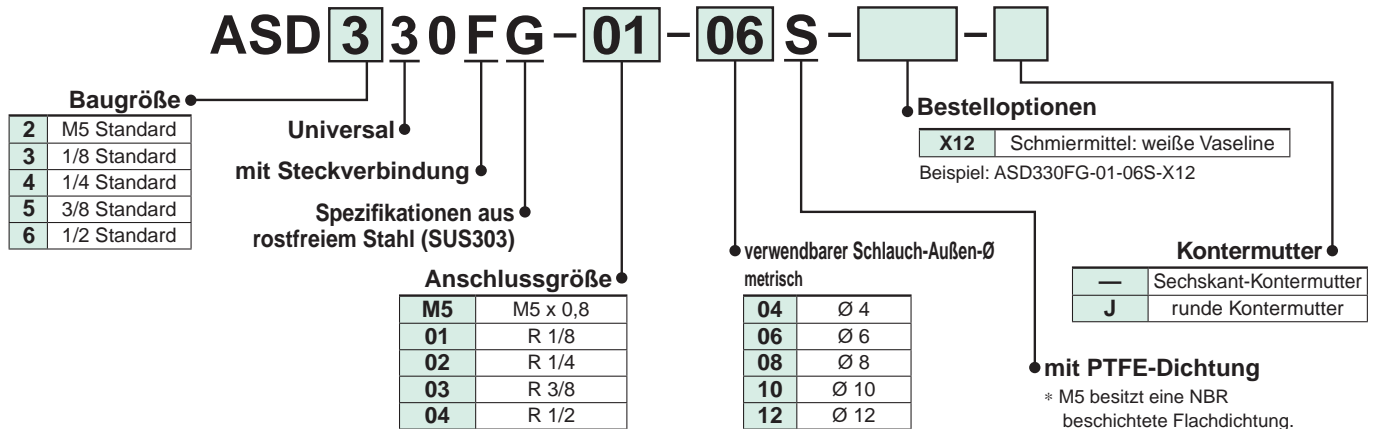 ASD 3 3 0 F G – 01 – 06 S –  –
Baugröße
2 M5 Standard
3 1/8 Standard
4 1/4 Standard
5 3/8 Standard
6 1/2 Standard
Universal
mit Steckverbindung
Spezifikationen aus
rostfreiem Stahl (SUS303)
Anschlussgröße
M5 M5 x 0,8
01 R 1/8
02 R 1/4
03 R 3/8
04 R 1/2
verwendbarer Schlauch-Außen-Ø
metrisch
04 Ø 4
06 Ø 6
08 Ø 8
10 Ø 10
12 Ø 12
Bestelloptionen
X12 Schmiermittel: weiße Vaseline
Beispiel: ASD330FG-01-06S-X12
Kontermutter
— Sechskant-Kontermutter
J runde Kontermutter
mit PTFE-Dichtung
* M5 besitzt eine NBR
beschichtete Flachdichtung.